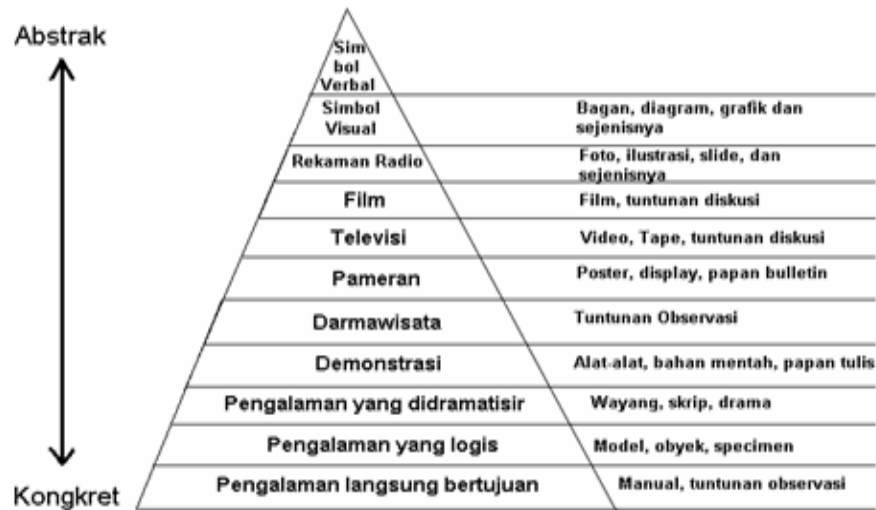 Abstrak
Sim
bol
Verbal
Simbol
Visual
Bagan, diagram, grafik dan
sejenisnya
Rekaman Radio
Foto, ilustrasi, slide, dan
sejenisnya
Film
Film, tuntunan diskusi
Televisi
Video, Tape, tuntunan diskusi
Pameran
Poster, display, papan bulletin
Darmawisata
Tuntunan Observasi
Demonstrasi
Alat-alat, bahan mentah, papan tulis
Pengalaman yang didramatisir
Wayang, skrip, drama
Pengalaman yang logis
Model, obyek, specimen
Pengalaman langsung bertujuan
Manual, tuntunan observasi
Kongkret